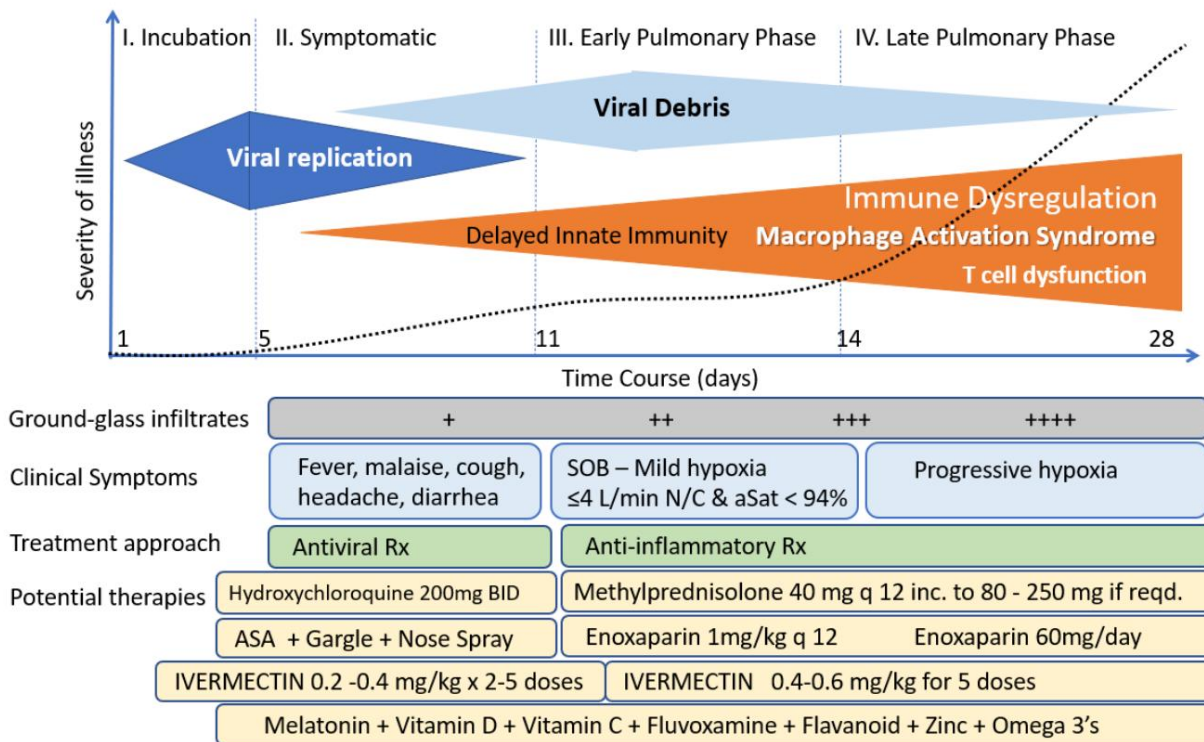 I. Incubation
II. Symptomatic
III. Early Pulmonary Phase
IV. Late Pulmonary Phase
Severity of illness
Viral Debris
Viral replication
Immune Dysregulation
Delayed Innate Immunity
Macrophage Activation Syndrome
T cell dysfunction
1
5
11
14
28
Time Course (days)
Ground-glass infiltrates
+
++
+++
++++
Clinical Symptoms
Fever, malaise, cough,
headache, diarrhea
SOB – Mild hypoxia
≤4 L/min N/C & aSat < 94%
Progressive hypoxia
Treatment approach
Antiviral Rx
Anti-inflammatory Rx
Potential therapies
Hydroxychloroquine 200mg BID
Methylprednisolone 40 mg q 12 inc. to 80 - 250 mg if reqd.
ASA + Gargle + Nose Spray
Enoxaparin 1mg/kg q 12
Enoxaparin 60mg/day
IVERMECTIN 0.2 -0.4 mg/kg x 2-5 doses
IVERMECTIN 0.4-0.6 mg/kg for 5 doses
Melatonin + Vitamin D + Vitamin C + Fluvoxamine + Flavanoid + Zinc + Omega 3's